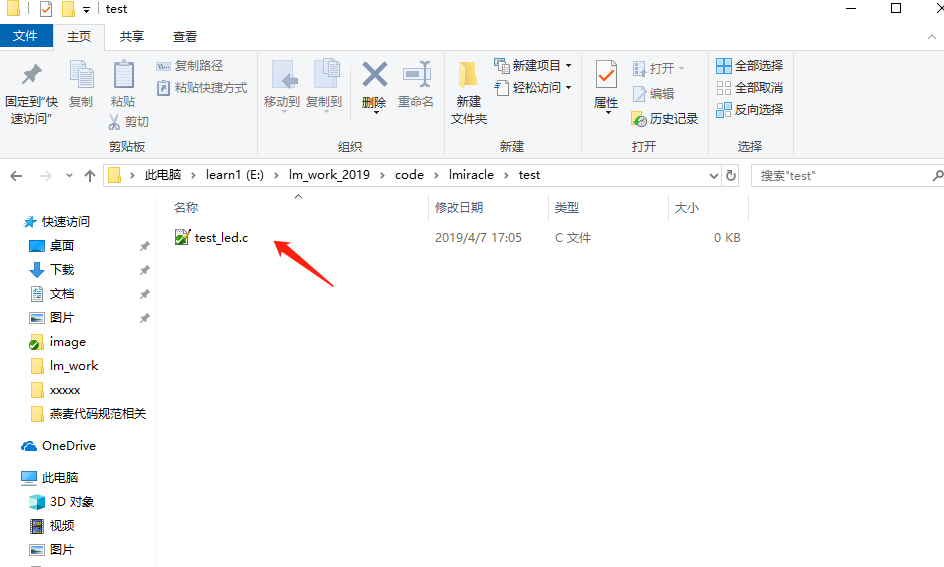 test
文件 主页 共享 查看
固定到"快速访问"
复制
粘贴
复制路径
粘贴快捷方式
剪切
剪贴板
移动到
复制到
删除
重命名
组织
新建文件夹
新建项目
轻松访问
新建
属性
打开
编辑
历史记录
打开
全部选择
全部取消
反向选择
选择
此电脑 › learn1 (E:) › lm_work_2019 › code › lmiracle › test
搜索"test"
名称 修改日期 类型 大小
test_led.c 2019/4/7 17:05 C 文件 0 KB
快速访问
桌面
下载
文档
图片
image
lm_work
xxxxx
燕麦代码规范相关
OneDrive
此电脑
3D 对象
视频
图片